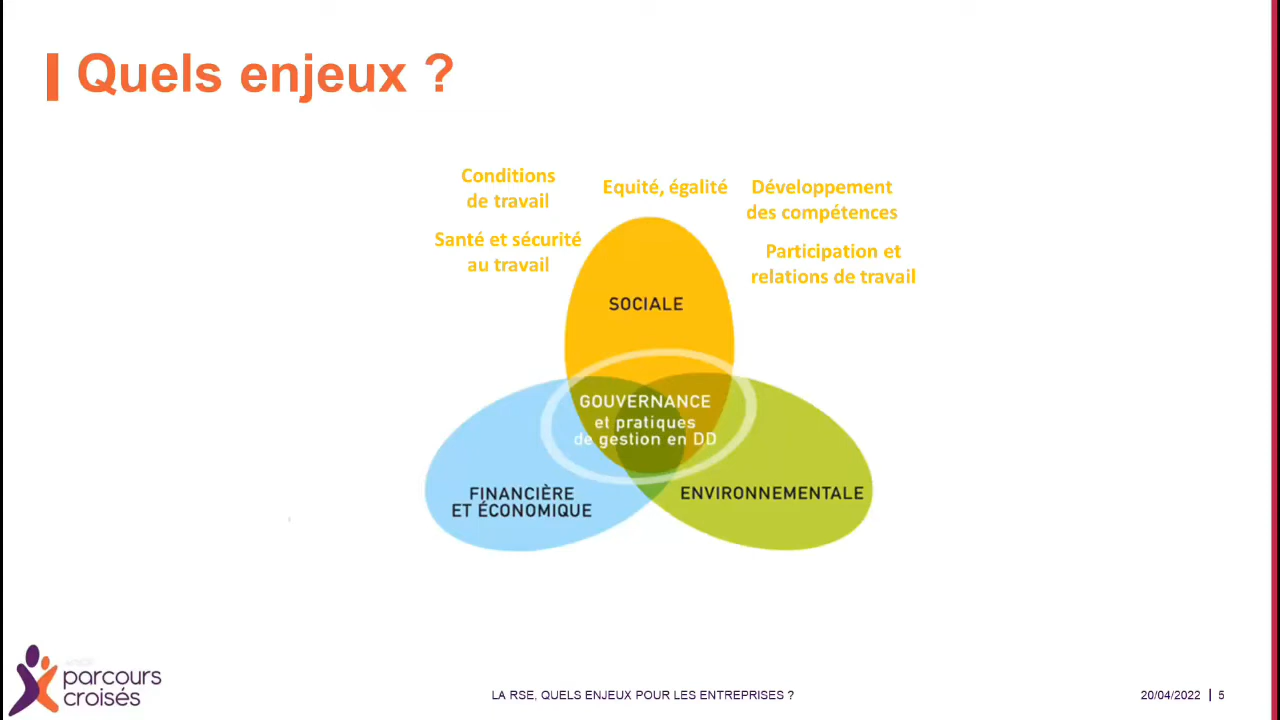 Quels enjeux ?
Conditions
de travail
Equité, égalité
Développement
des compétences
Santé et sécurité
au travail
Participation et
relations de travail
SOCIALE
GOUVERNANCE
et pratiques
de gestion en DD
FINANCIÈRE
ET ÉCONOMIQUE
ENVIRONNEMENTALE
parcours
croisés
LA RSE, QUELS ENJEUX POUR LES ENTREPRISES ?
20/04/2022 | 5